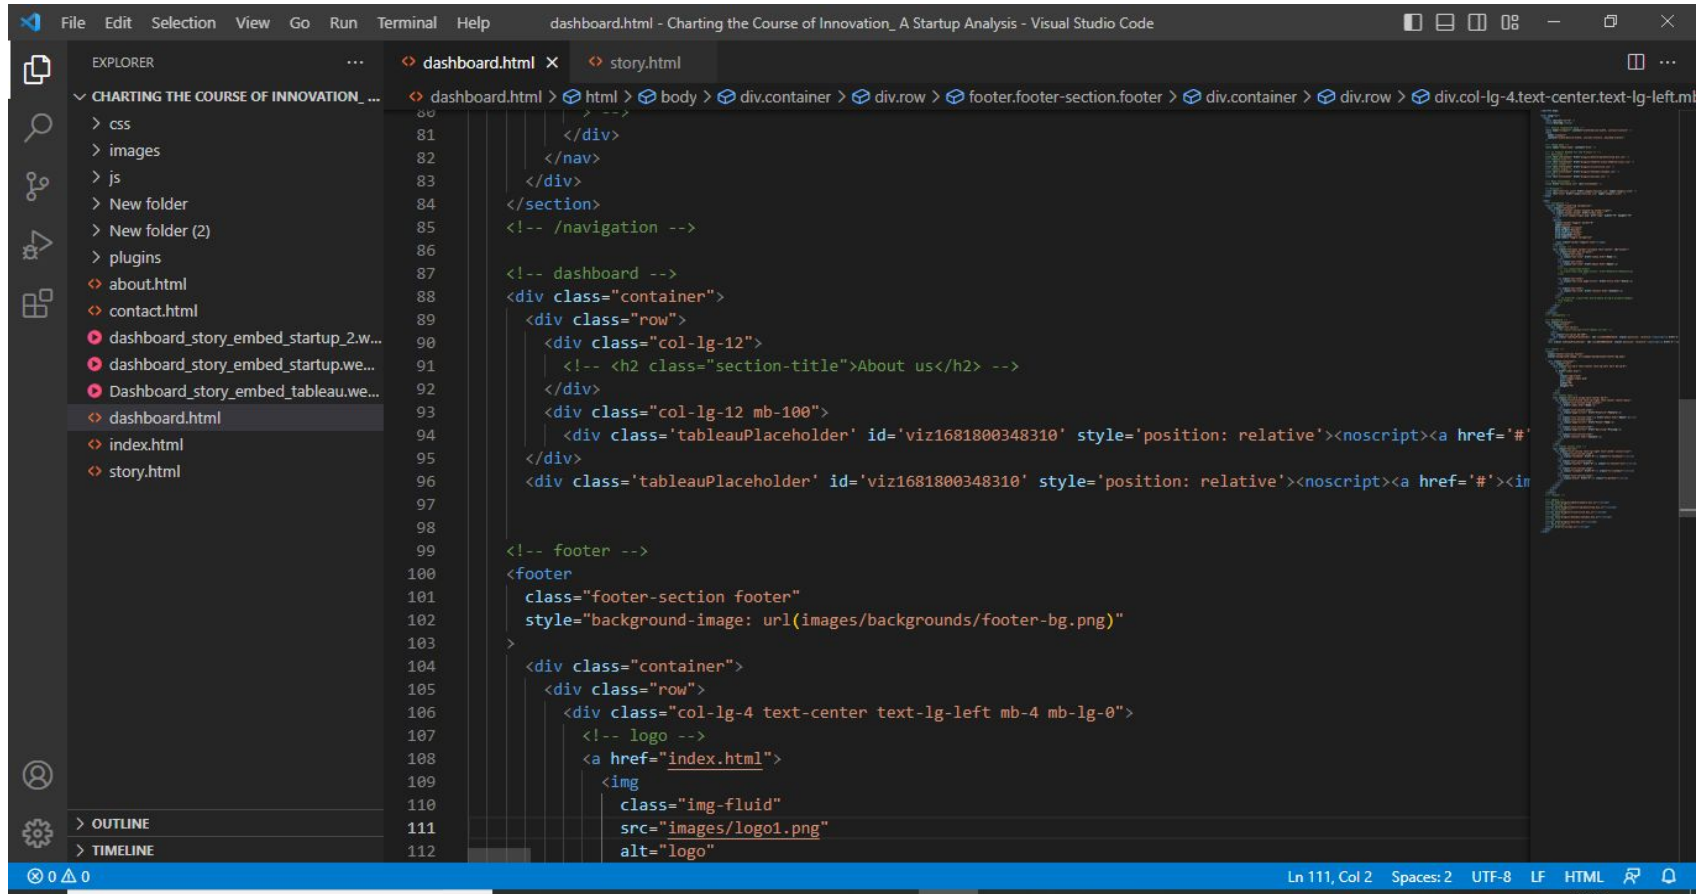 File Edit Selection View Go Run Terminal Help dashboard.html - Charting the Course of Innovation_ A Startup Analysis - Visual Studio Code
EXPLORER ···
CHARTING THE COURSE OF INNOVATION_ ...
> css
> images
> js
> New folder
> New folder (2)
> plugins
<> about.html
<> contact.html
dashboard_story_embed_startup_2.w...
dashboard_story_embed_startup.we...
Dashboard_story_embed_tableau.we...
<> dashboard.html
<> index.html
<> story.html
> OUTLINE
> TIMELINE
<> dashboard.html × <> story.html
<> dashboard.html > html > body > div.container > div.row > footer.footer-section.footer > div.container > div.row > div.col-lg-4.text-center.text-lg-left.mb
80 > -->
81 </div>
82 </nav>
83 </div>
84 </section>
85 <!-- /navigation -->
86
87 <!-- dashboard -->
88 <div class="container">
89 <div class="row">
90 <div class="col-lg-12">
91 <!-- <h2 class="section-title">About us</h2> -->
92 </div>
93 <div class="col-lg-12 mb-100">
94 <div class='tableauPlaceholder' id='viz1681800348310' style='position: relative'><noscript><a href='#'
95 </div>
96 <div class='tableauPlaceholder' id='viz1681800348310' style='position: relative'><noscript><a href='#'><im
97
98
99 <!-- footer -->
100 <footer
101 class="footer-section footer"
102 style="background-image: url(images/backgrounds/footer-bg.png)"
103 >
104 <div class="container">
105 <div class="row">
106 <div class="col-lg-4 text-center text-lg-left mb-4 mb-lg-0">
107 <!-- logo -->
108 <a href="index.html">
109 <img
110 class="img-fluid"
111 src="images/logo1.png"
112 alt="logo"
0 0 Ln 111, Col 2 Spaces: 2 UTF-8 LF HTML